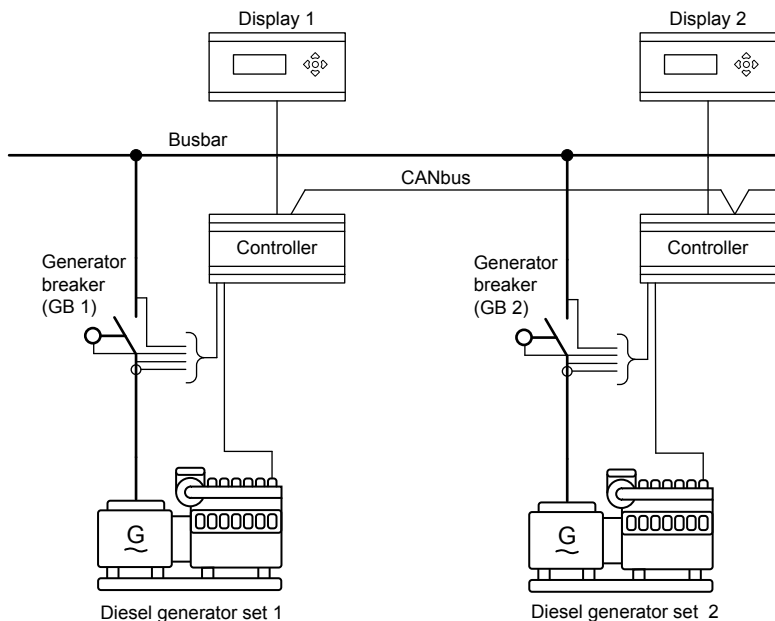 Display 1
Display 2
Busbar
CANbus
Controller
Controller
Generator
breaker
(GB 1)
Generator
breaker
(GB 2)
G
G
Diesel generator set 1
Diesel generator set 2